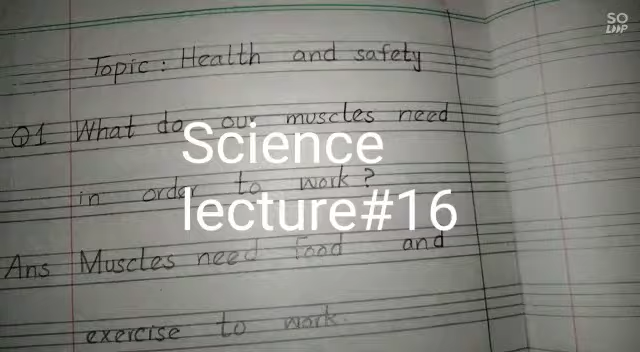 SO
LOOP
Topic : Health and safety
Q1 What do our muscles need
in order to work?
Ans Muscles need food and
exercise to work.
Science
lecture#16